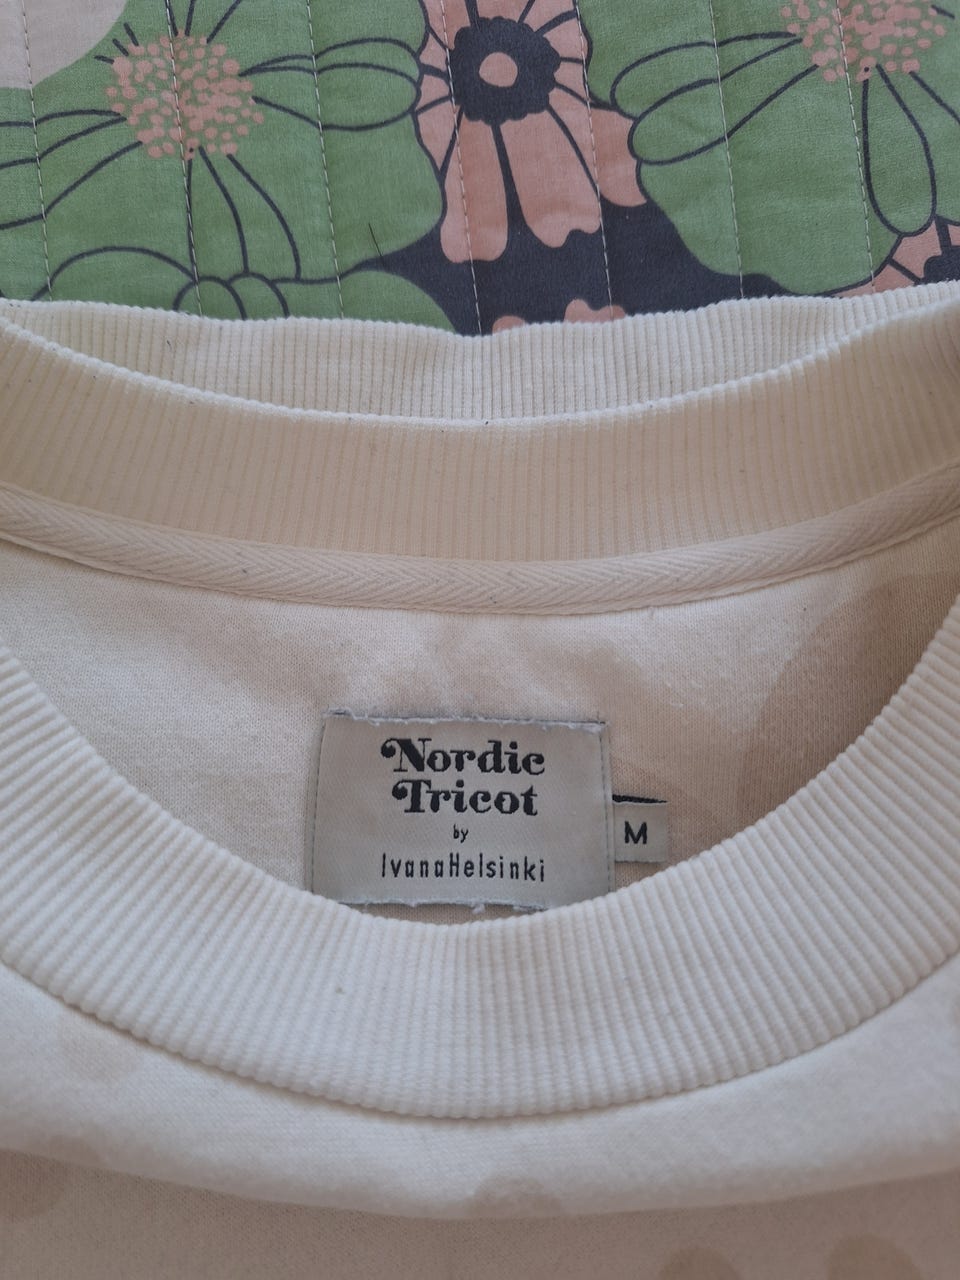 Nordic
Tricot
by
IvanaHelsinki
M